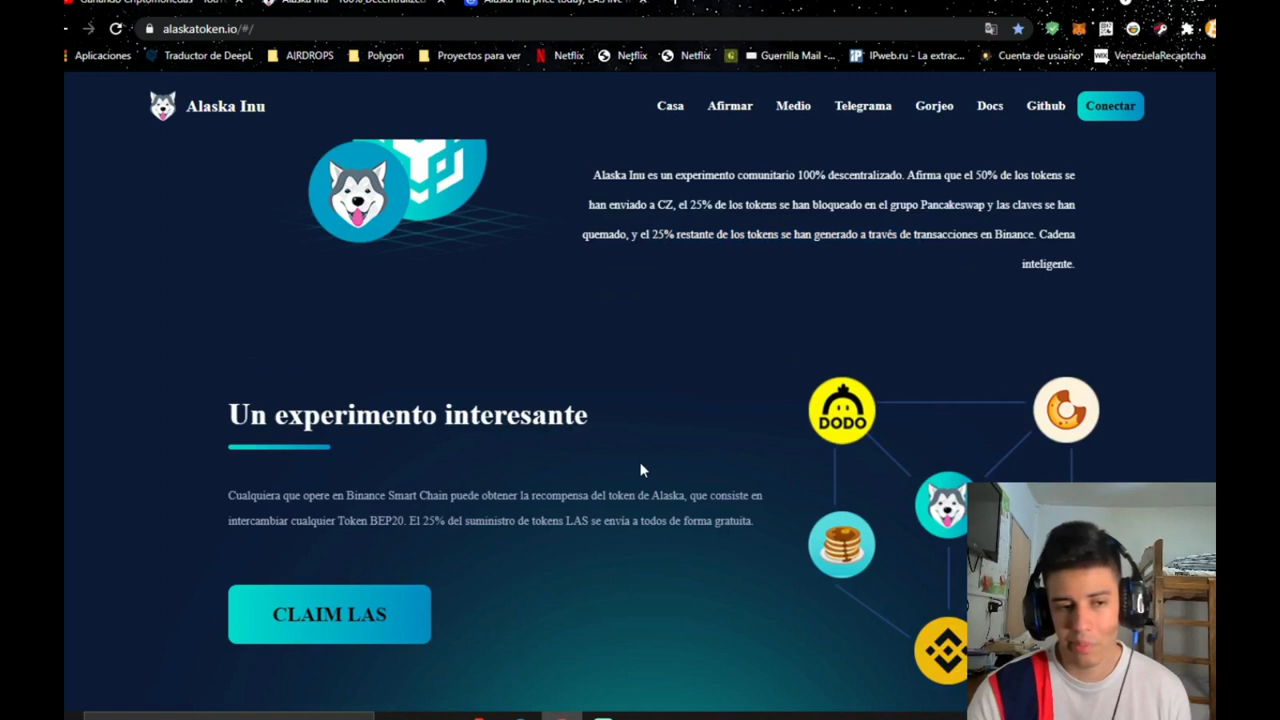 alaskatoken.io/#/
Aplicaciones Traductor de DeepL AIRDROPS Polygon Proyectos para ver Netflix Netflix Netflix Guerrilla Mail -... IPweb.ru - La extrac... Cuenta de usuario VenezuelaRecaptcha
Alaska Inu Casa Afirmar Medio Telegrama Gorjeo Docs Github Conectar
Alaska Inu es un experimento comunitario 100% descentralizado. Afirma que el 50% de los tokens se
han enviado a CZ, el 25% de los tokens se han bloqueado en el grupo Pancakeswap y las claves se han
quemado, y el 25% restante de los tokens se han generado a través de transacciones en Binance. Cadena
inteligente.
Un experimento interesante
DODO
Cualquiera que opere en Binance Smart Chain puede obtener la recompensa del token de Alaska, que consiste en
intercambiar cualquier Token BEP20. El 25% del suministro de tokens LAS se envía a todos de forma gratuita.
CLAIM LAS